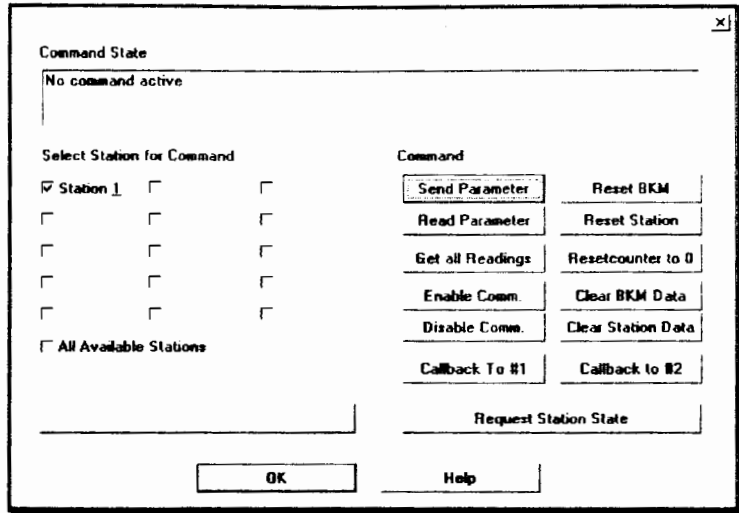 Command State
No command active
Select Station for Command
Station 1
All Available Stations
Command
Send Parameter
Reset BKM
Read Parameter
Reset Station
Get all Readings
Resetcounter to 0
Enable Comm.
Clear BKM Data
Disable Comm.
Clear Station Data
Callback To #1
Callback to #2
Request Station State
OK
Help